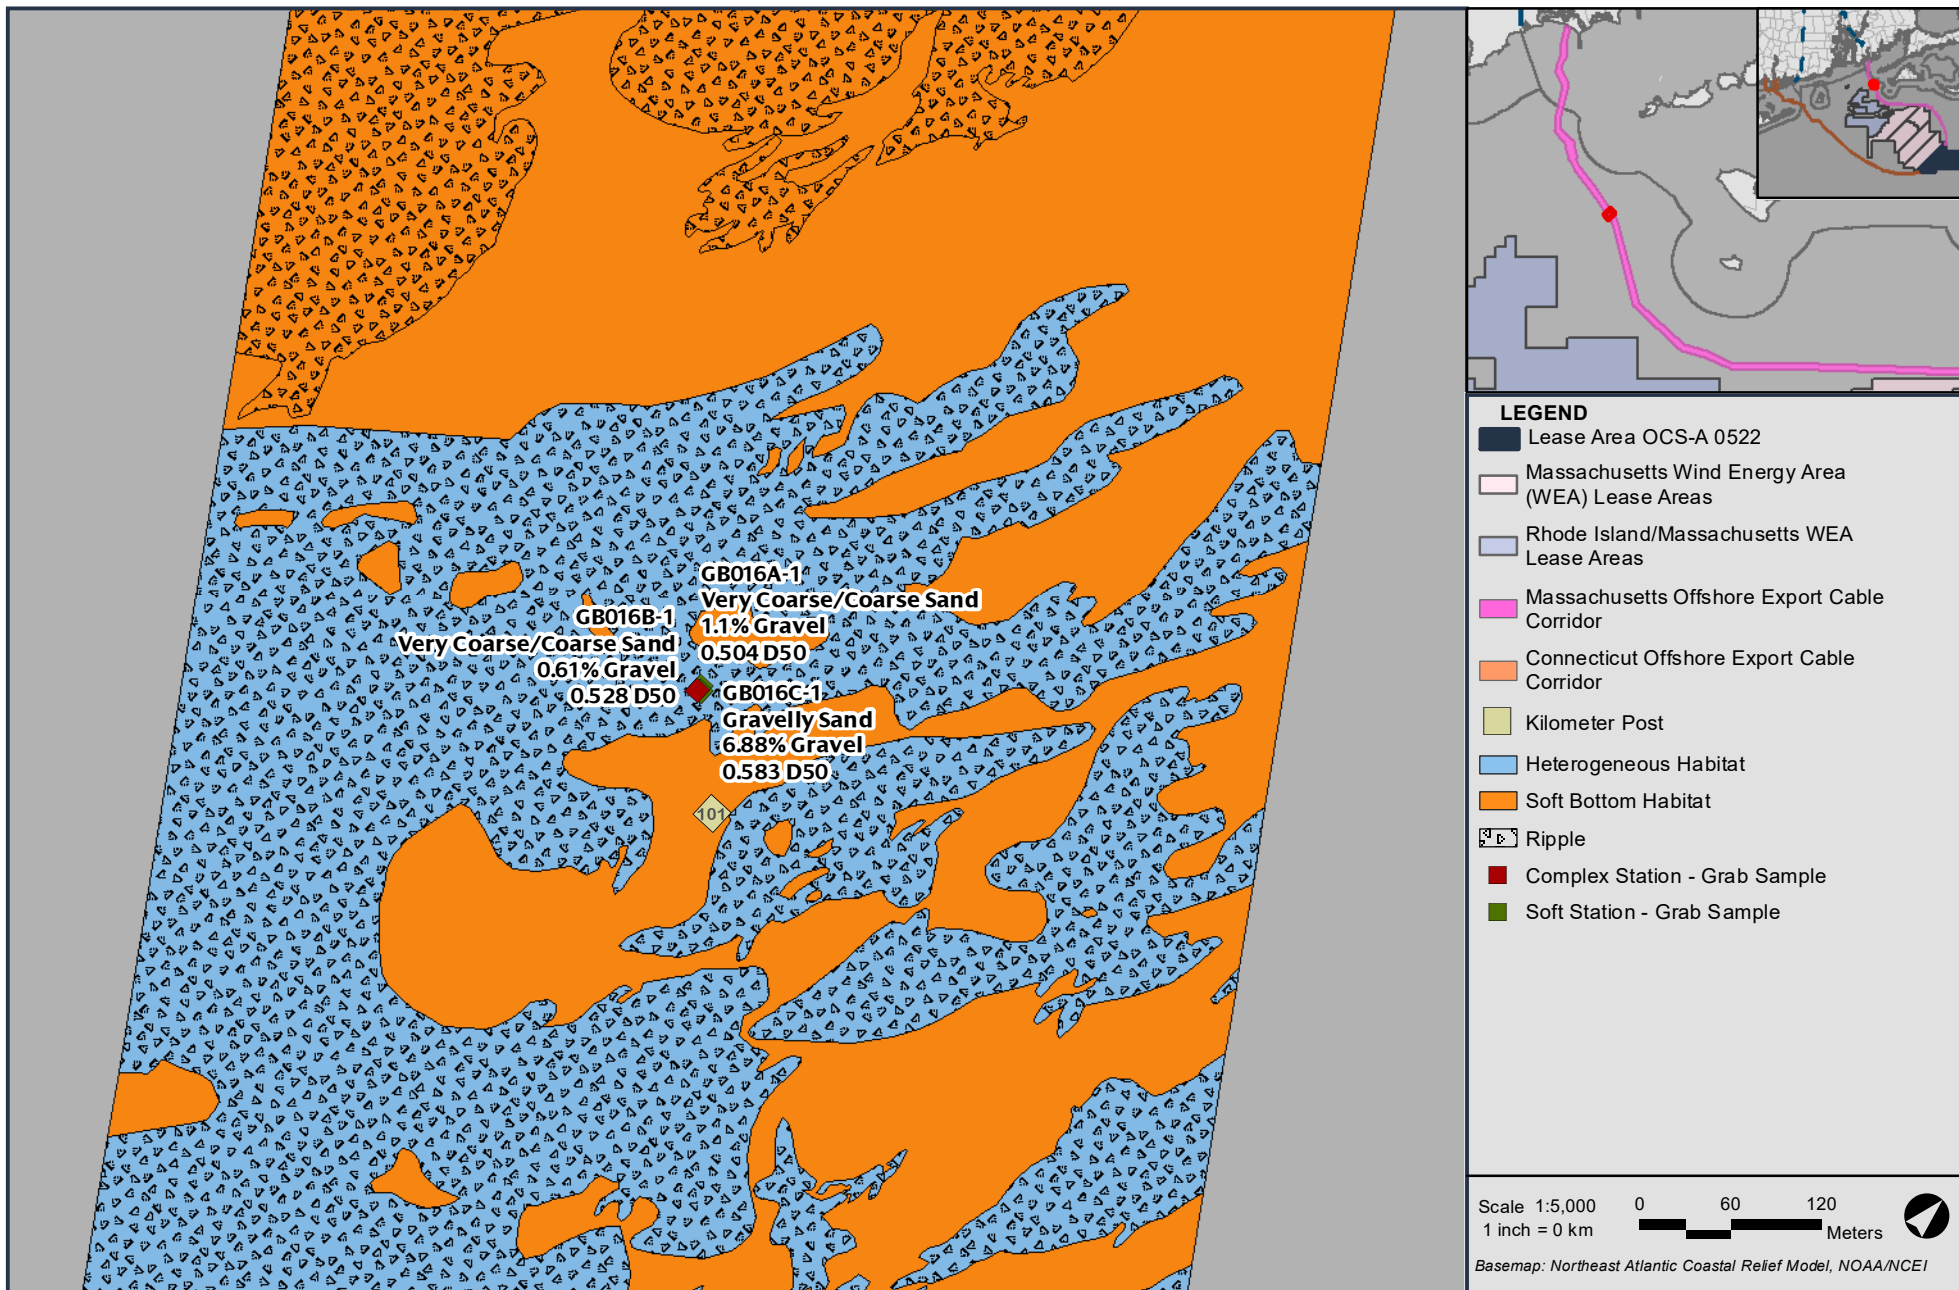 GB016A-1
Very Coarse/Coarse Sand
1.1% Gravel
0.504 D50
GB016B-1
Very Coarse/Coarse Sand
0.61% Gravel
0.528 D50
GB016C-1
Gravelly Sand
6.88% Gravel
0.583 D50
101
LEGEND
Lease Area OCS-A 0522
Massachusetts Wind Energy Area
(WEA) Lease Areas
Rhode Island/Massachusetts WEA
Lease Areas
Massachusetts Offshore Export Cable
Corridor
Connecticut Offshore Export Cable
Corridor
Kilometer Post
Heterogeneous Habitat
Soft Bottom Habitat
Ripple
Complex Station - Grab Sample
Soft Station - Grab Sample
Scale 1:5,000
1 inch = 0 km
0 60 120
Meters
Basemap: Northeast Atlantic Coastal Relief Model, NOAA/NCEI